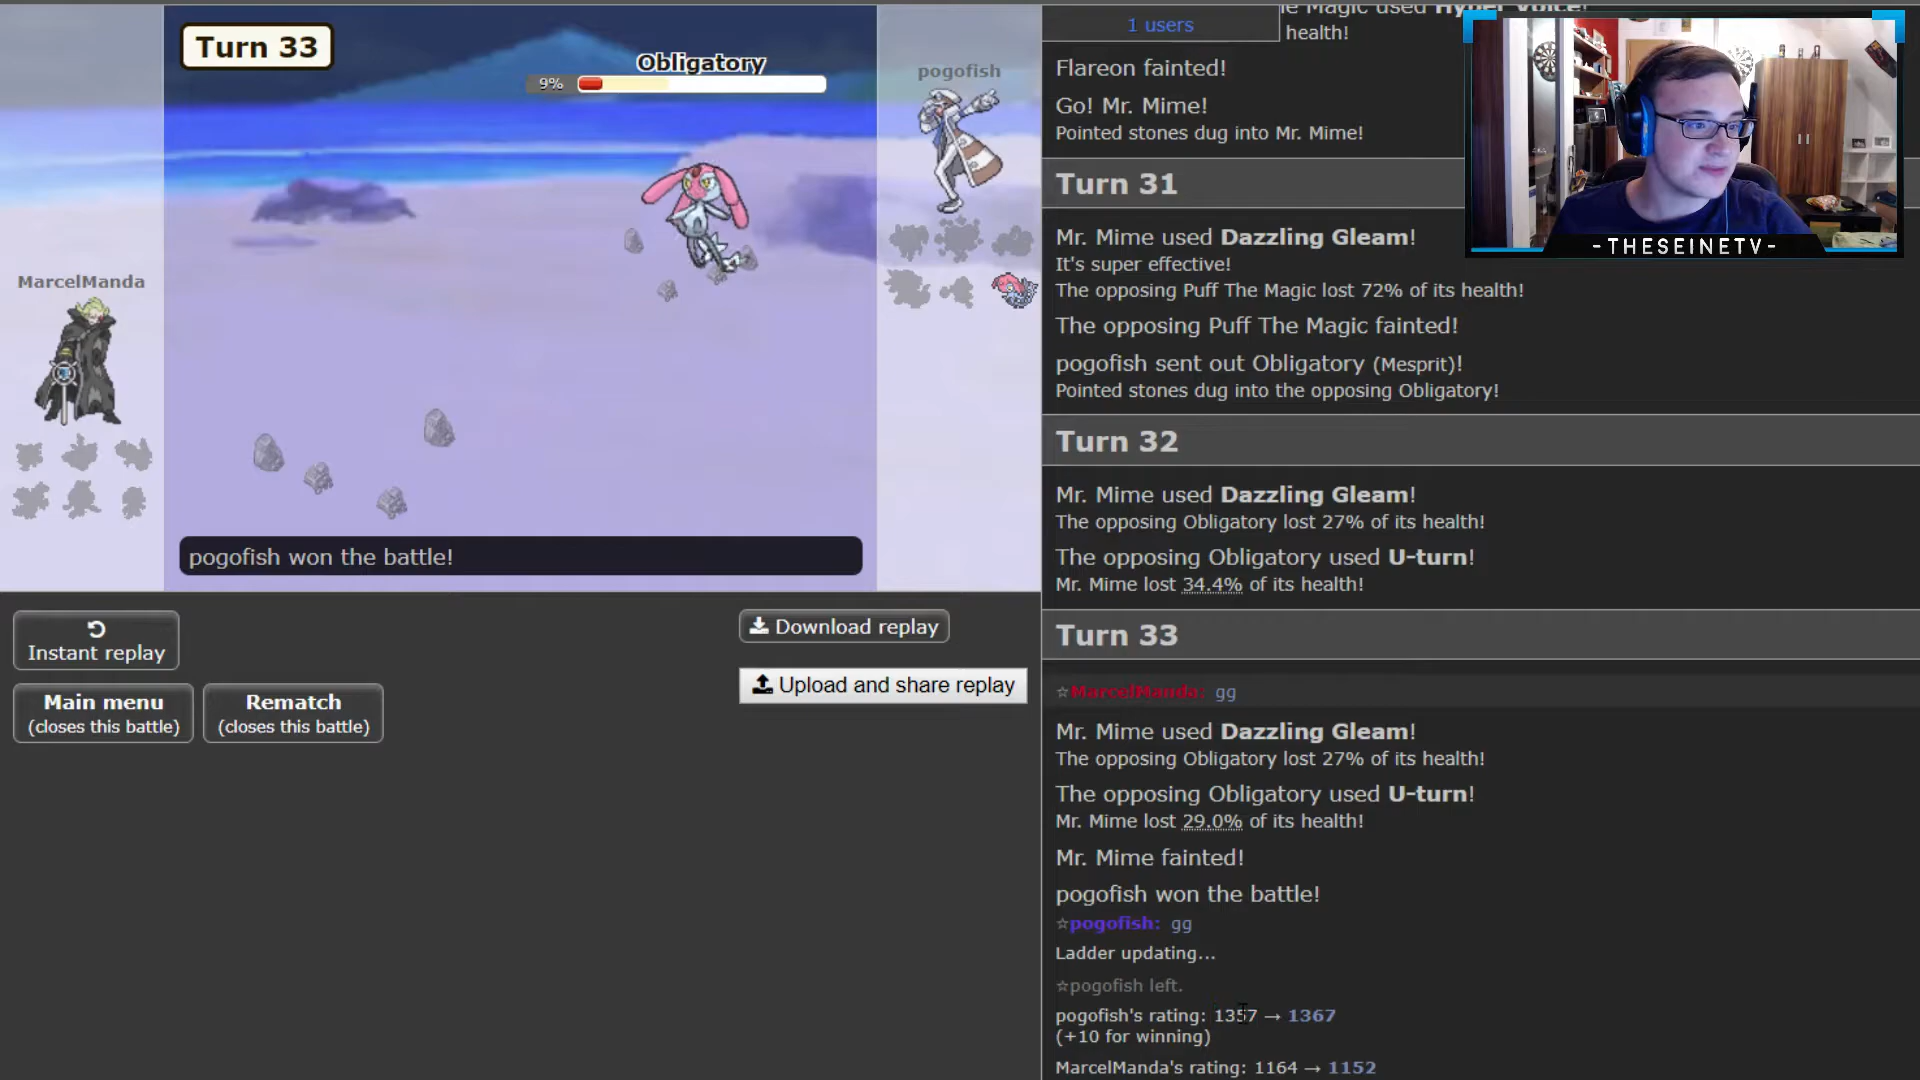 Turn 33
Obligatory
9%
pogofish
MarcelManda
pogofish won the battle!
Instant replay
Download replay
Upload and share replay
Main menu
(closes this battle)
Rematch
(closes this battle)
1 users
Magic used Hyper Voice!
health!
Flareon fainted!
Go! Mr. Mime!
Pointed stones dug into Mr. Mime!
Turn 31
Mr. Mime used Dazzling Gleam!
It's super effective!
The opposing Puff The Magic lost 72% of its health!
The opposing Puff The Magic fainted!
pogofish sent out Obligatory (Mesprit)!
Pointed stones dug into the opposing Obligatory!
Turn 32
Mr. Mime used Dazzling Gleam!
The opposing Obligatory lost 27% of its health!
The opposing Obligatory used U-turn!
Mr. Mime lost 34.4% of its health!
Turn 33
☆MarcelManda: gg
Mr. Mime used Dazzling Gleam!
The opposing Obligatory lost 27% of its health!
The opposing Obligatory used U-turn!
Mr. Mime lost 29.0% of its health!
Mr. Mime fainted!
pogofish won the battle!
☆pogofish: gg
Ladder updating...
☆pogofish left.
pogofish's rating: 1357 → 1367
(+10 for winning)
MarcelManda's rating: 1164 → 1152
-THESEINETV-